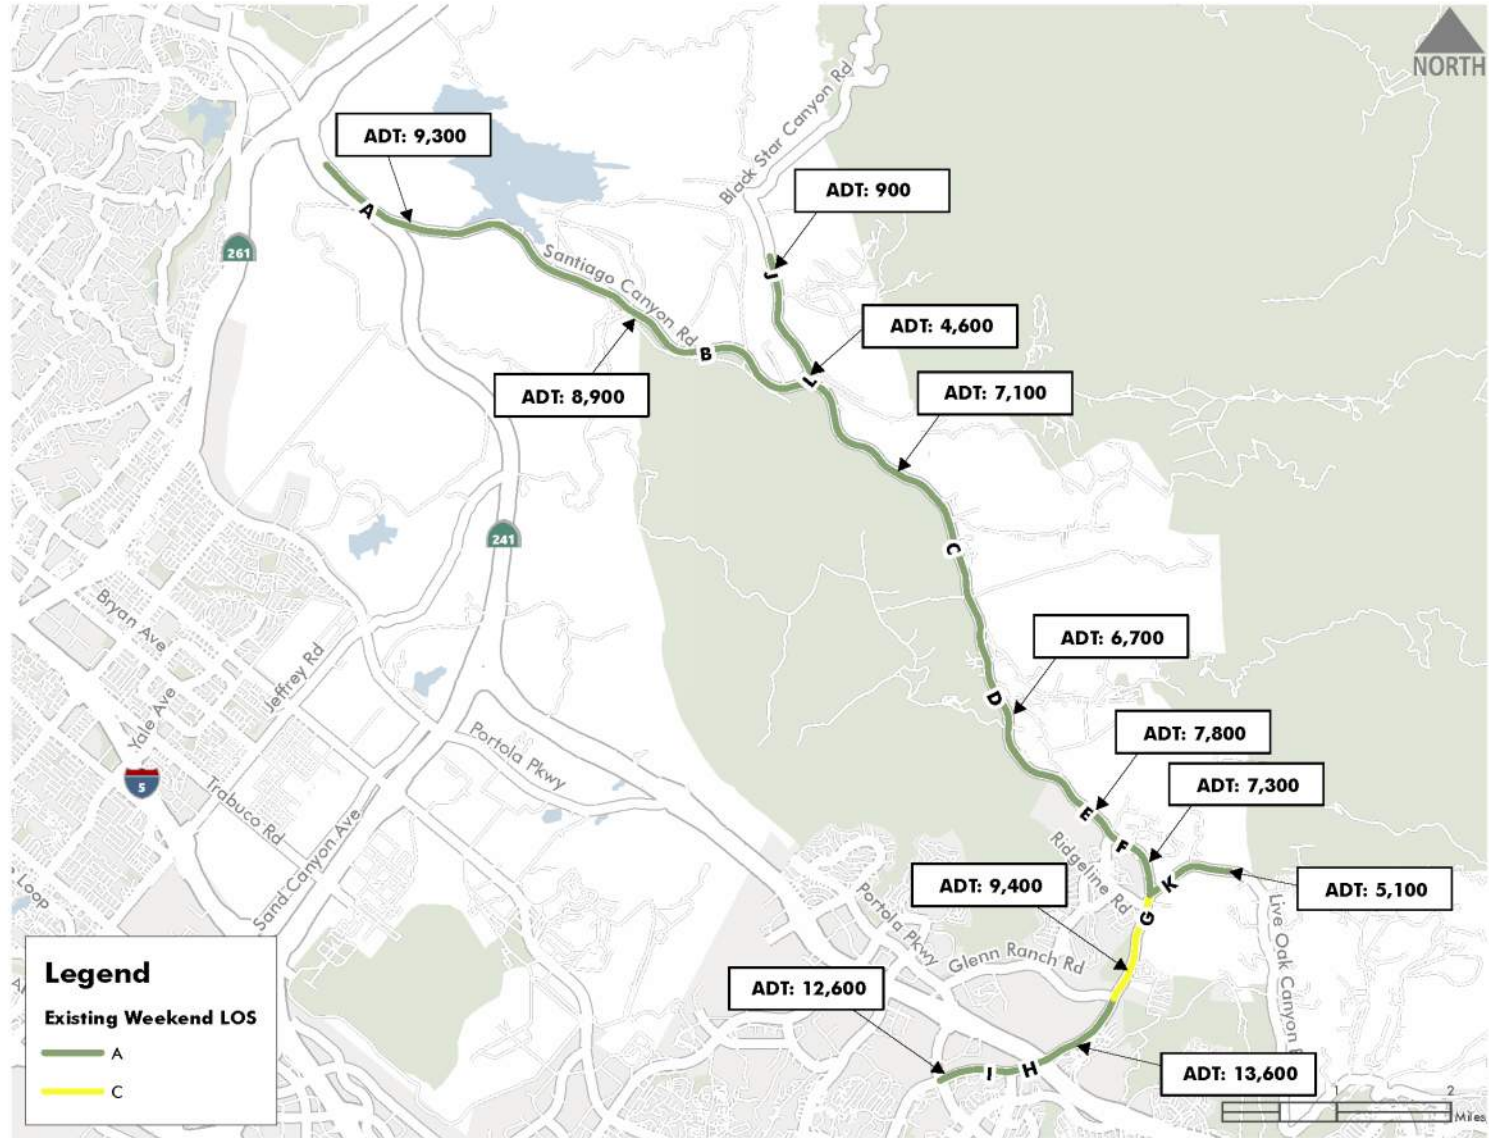 NORTH
ADT: 9,300
Black Star Canyon Rd
ADT: 900
A
261
J
Santiago Canyon Rd
ADT: 4,600
B
L
ADT: 8,900
ADT: 7,100
241
C
Bryan Ave
ADT: 6,700
Jeffrey Rd
D
Yale Ave
Portola Pkwy
ADT: 7,800
5
ADT: 7,300
Trabuco Rd
E
F
Ridgeline Rd
Sand Canyon Ave
K
ADT: 9,400
ADT: 5,100
Loop
Portola Pkwy
G
Live Oak Canyon
Glenn Ranch Rd
Legend
ADT: 12,600
Existing Weekend LOS
A
C
I
H
ADT: 13,600
1
2
Miles